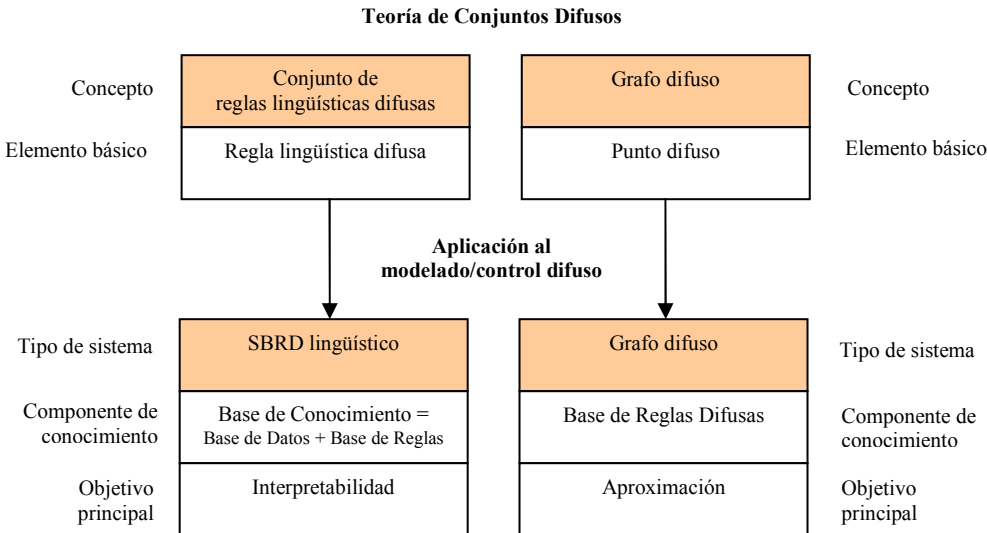 Teoría de Conjuntos Difusos
Concepto
Conjunto de
reglas lingüísticas difusas
Grafo difuso
Concepto
Elemento básico
Regla lingüística difusa
Punto difuso
Elemento básico
Aplicación al
modelado/control difuso
Tipo de sistema
SBRD lingüístico
Grafo difuso
Tipo de sistema
Componente de
conocimiento
Base de Conocimiento =
Base de Datos + Base de Reglas
Base de Reglas Difusas
Componente de
conocimiento
Objetivo
principal
Interpretabilidad
Aproximación
Objetivo
principal